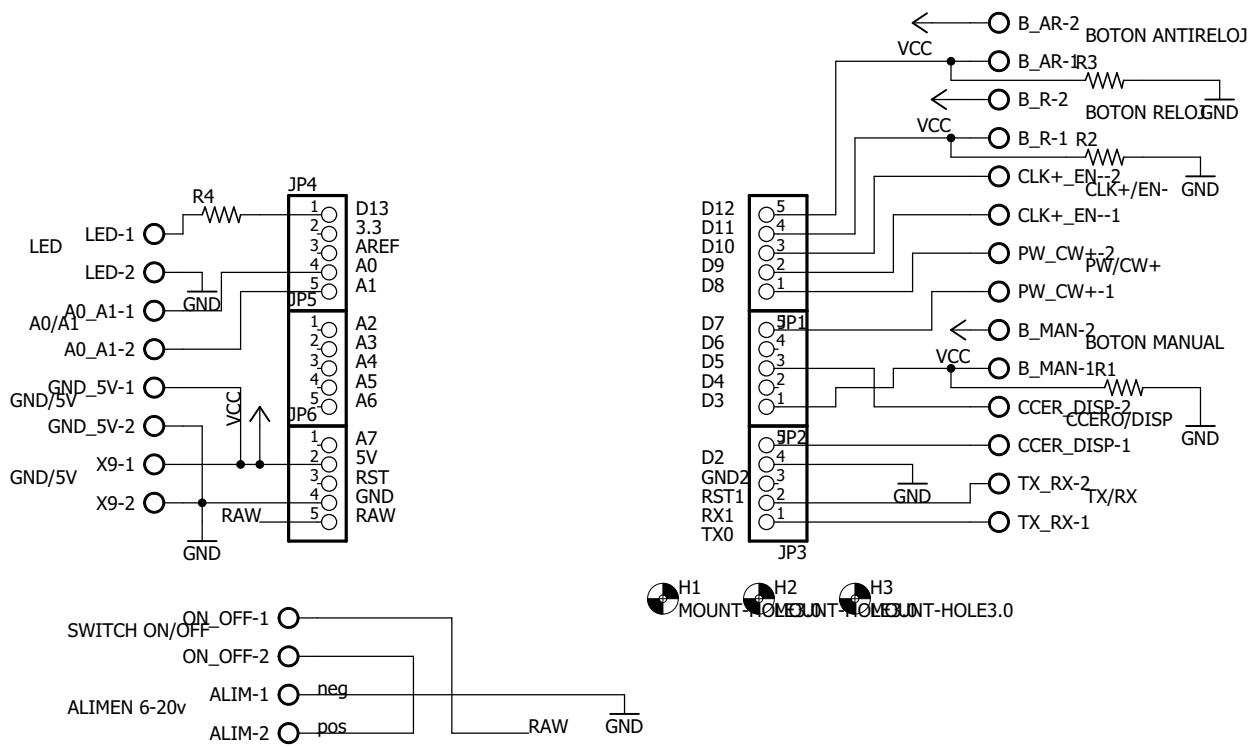 B_AR-2
BOTON ANTIRELOJ
VCC
B_AR-1
R3
B_R-2
BOTON RELOJ
GND
VCC
B_R-1
R2
CLK+_EN--2
CLK+/EN-
GND
CLK+_EN--1
PW_CW+-2
PW/CW+
PW_CW+-1
B_MAN-2
BOTON MANUAL
VCC
B_MAN-1
R1
CCER_DISP-2
CCERO/DISP
GND
CCER_DISP-1
TX_RX-2
TX/RX
TX_RX-1
JP4
R4
1 D13
2 3.3
3 AREF
4 A0
5 A1
LED
LED-1
LED-2
GND
A0_A1-1
A0/A1
A0_A1-2
JP5
1 A2
2 A3
3 A4
4 A5
5 A6
GND_5V-1
GND/5V
GND_5V-2
VCC
X9-1
GND/5V
X9-2
GND
JP6
1 A7
2 5V
3 RST
4 GND
RAW 5 RAW
D12 5
D11 4
D10 3
D9 2
D8 1
JP1
D7 5
D6 4
D5 3
D4 2
D3 1
JP2
5
D2 4
GND2 3
RST1 2
RX1 1
TX0
GND
JP3
H1
MOUNT-HOLE3.0
H2
MOUNT-HOLE3.0
H3
MOUNT-HOLE3.0
SWITCH ON/OFF
ON_OFF-1
ON_OFF-2
ALIMEN 6-20v
ALIM-1 neg
ALIM-2 pos
RAW
GND